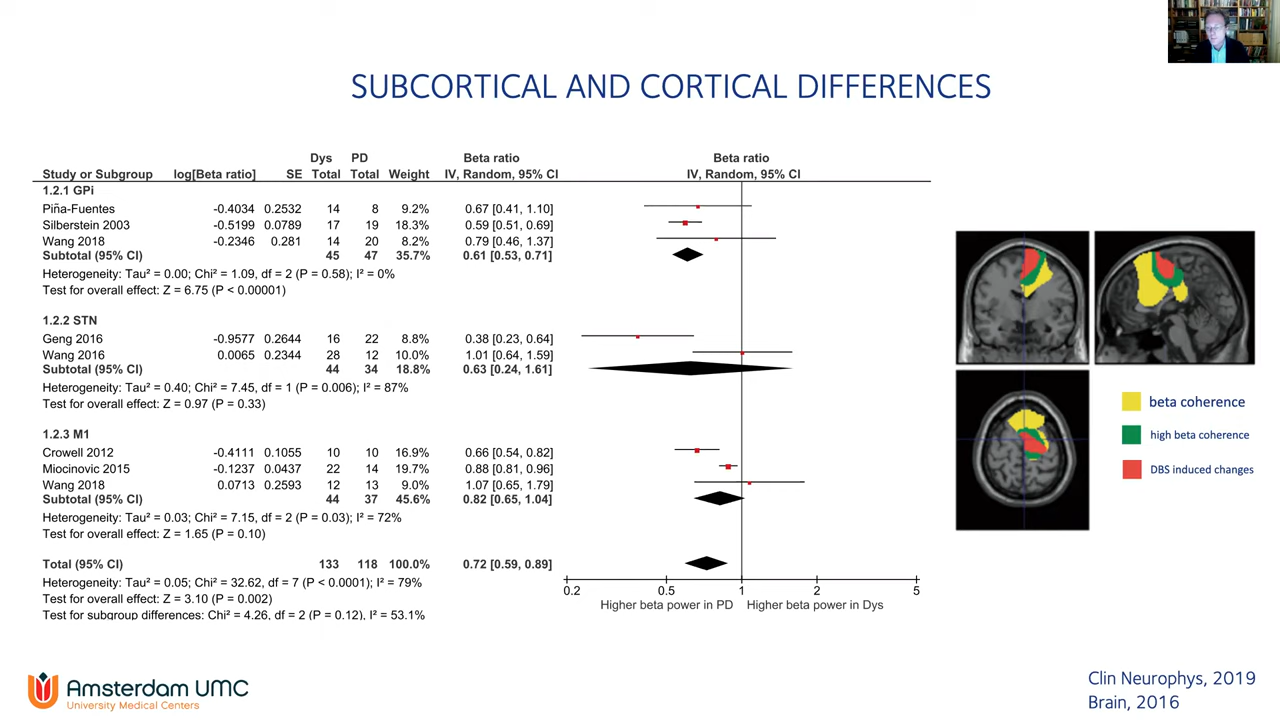 SUBCORTICAL AND CORTICAL DIFFERENCES
Dys PD Beta ratio Beta ratio
Study or Subgroup log[Beta ratio] SE Total Total Weight IV, Random, 95% CI IV, Random, 95% CI
1.2.1 GPi
Piña-Fuentes -0.4034 0.2532 14 8 9.2% 0.67 [0.41, 1.10]
Silberstein 2003 -0.5199 0.0789 17 19 18.3% 0.59 [0.51, 0.69]
Wang 2018 -0.2346 0.281 14 20 8.2% 0.79 [0.46, 1.37]
Subtotal (95% CI) 45 47 35.7% 0.61 [0.53, 0.71]
Heterogeneity: Tau² = 0.00; Chi² = 1.09, df = 2 (P = 0.58); I² = 0%
Test for overall effect: Z = 6.75 (P < 0.00001)
1.2.2 STN
Geng 2016 -0.9577 0.2644 16 22 8.8% 0.38 [0.23, 0.64]
Wang 2016 0.0065 0.2344 28 12 10.0% 1.01 [0.64, 1.59]
Subtotal (95% CI) 44 34 18.8% 0.63 [0.24, 1.61]
Heterogeneity: Tau² = 0.40; Chi² = 7.45, df = 1 (P = 0.006); I² = 87%
Test for overall effect: Z = 0.97 (P = 0.33)
1.2.3 M1
Crowell 2012 -0.4111 0.1055 10 10 16.9% 0.66 [0.54, 0.82]
Miocinovic 2015 -0.1237 0.0437 22 14 19.7% 0.88 [0.81, 0.96]
Wang 2018 0.0713 0.2593 12 13 9.0% 1.07 [0.65, 1.79]
Subtotal (95% CI) 44 37 45.6% 0.82 [0.65, 1.04]
Heterogeneity: Tau² = 0.03; Chi² = 7.15, df = 2 (P = 0.03); I² = 72%
Test for overall effect: Z = 1.65 (P = 0.10)
Total (95% CI) 133 118 100.0% 0.72 [0.59, 0.89]
Heterogeneity: Tau² = 0.05; Chi² = 32.62, df = 7 (P < 0.0001); I² = 79%
Test for overall effect: Z = 3.10 (P = 0.002)
Test for subgroup differences: Chi² = 4.26, df = 2 (P = 0.12), I² = 53.1%
0.2 0.5 1 2 5
Higher beta power in PD Higher beta power in Dys
beta coherence
high beta coherence
DBS induced changes
Amsterdam UMC
University Medical Centers
Clin Neurophys, 2019
Brain, 2016